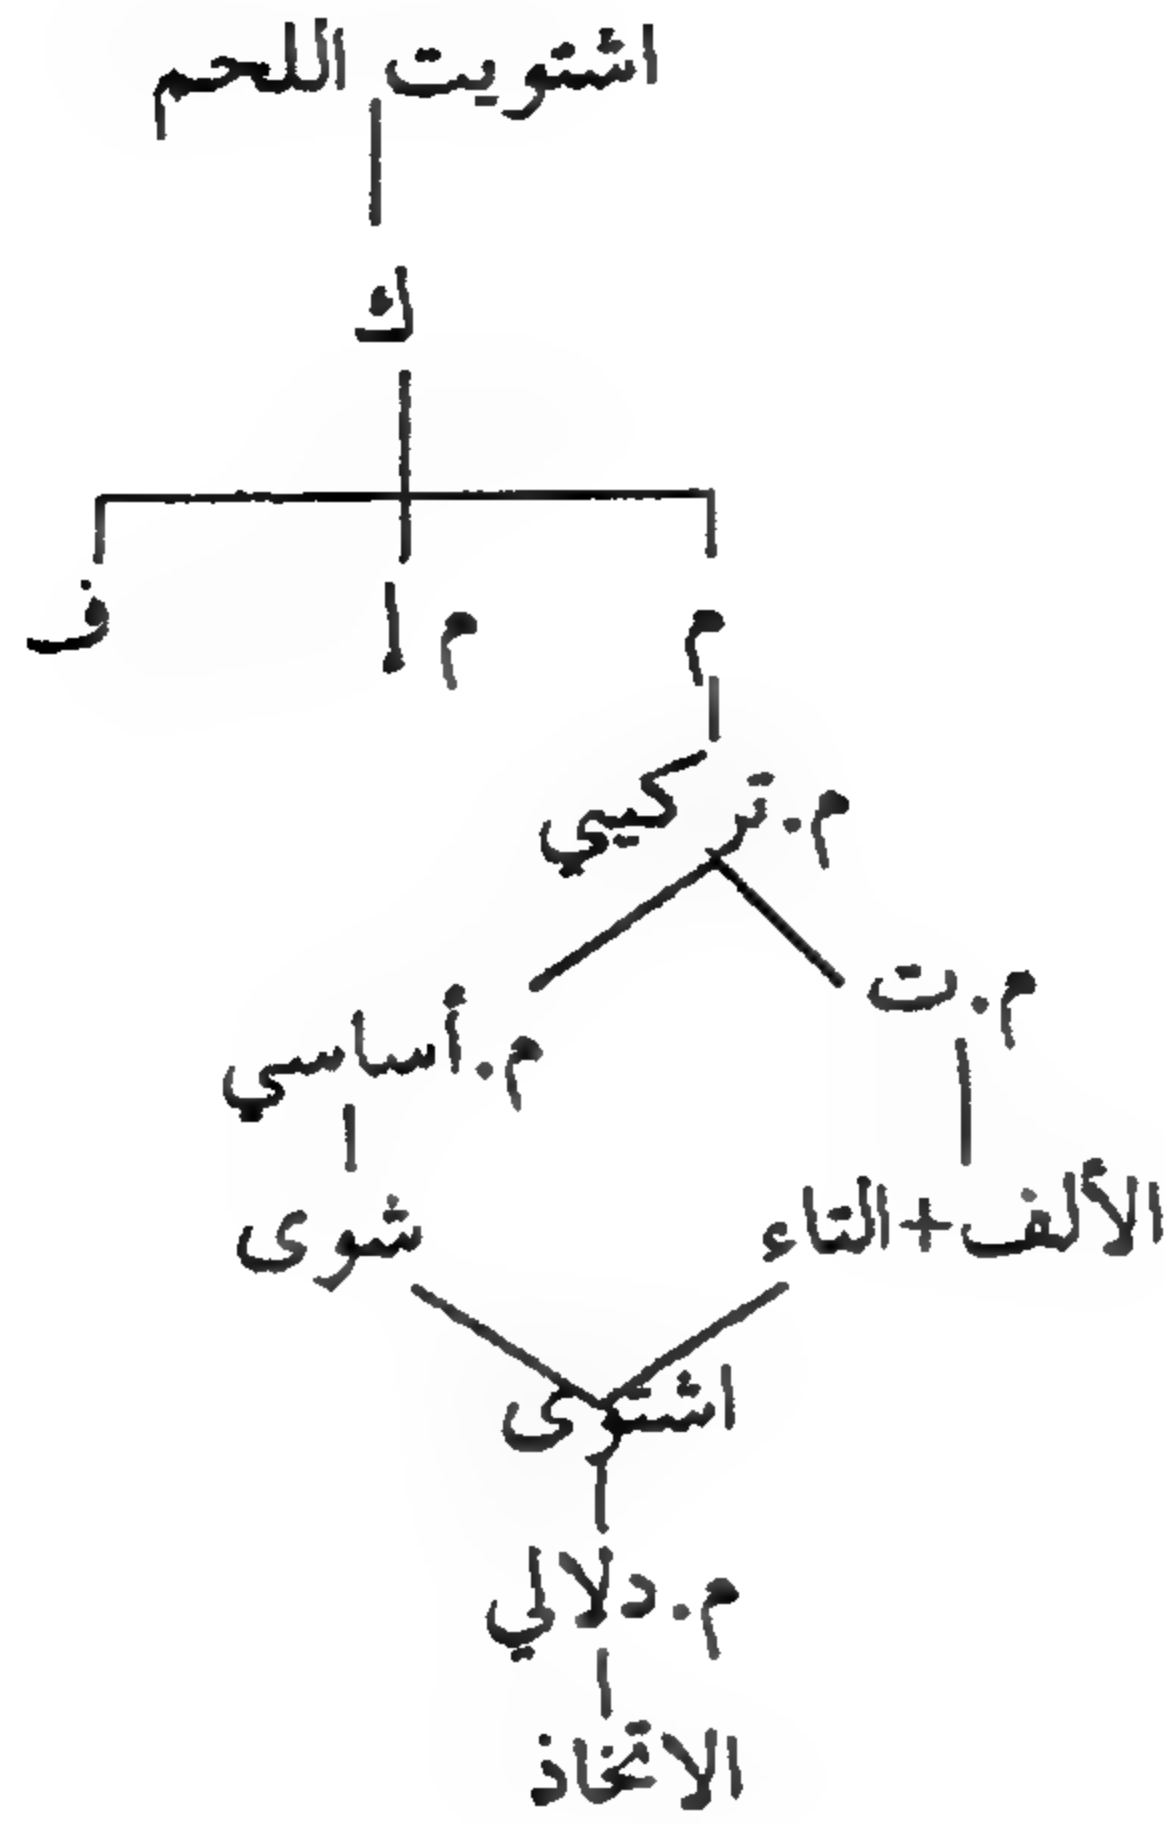 اشتويت اللحم
ك
م م إ ف
م.تركيبي
م.ت
م.أساسي
الألف+التاء شوى
اشتوى
م.دلالي
الاتخاذ